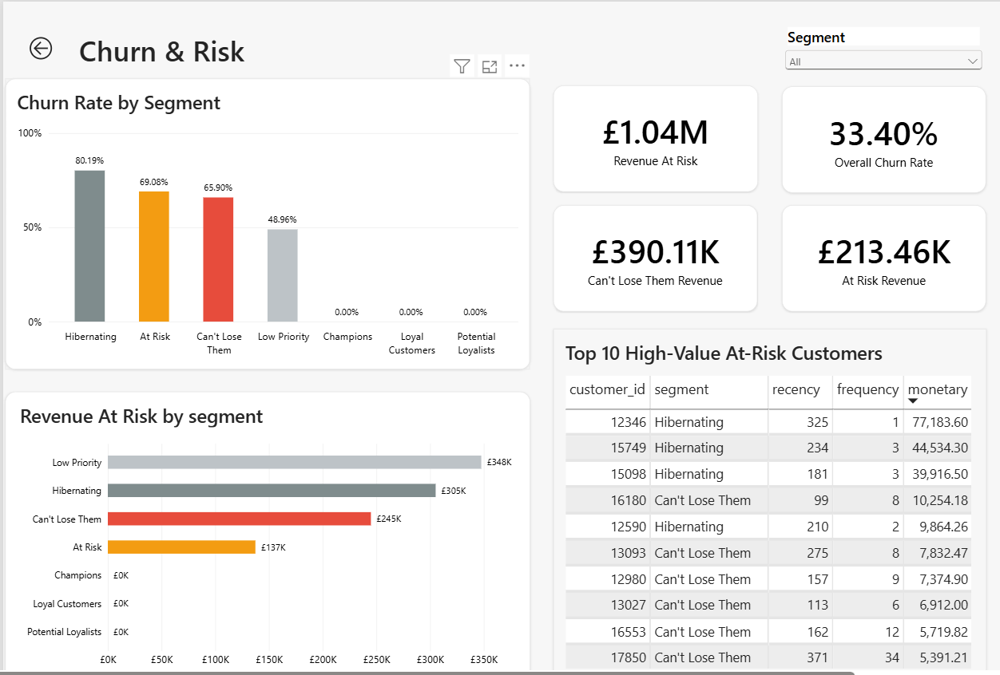 Churn & Risk
Segment
All
Churn Rate by Segment
100%
50%
0%
80.19%
69.08%
65.90%
48.96%
0.00%
0.00%
0.00%
Hibernating
At Risk
Can't Lose
Them
Low Priority
Champions
Loyal
Customers
Potential
Loyalists
£1.04M
Revenue At Risk
33.40%
Overall Churn Rate
£390.11K
Can't Lose Them Revenue
£213.46K
At Risk Revenue
Revenue At Risk by segment
Low Priority £348K
Hibernating £305K
Can't Lose Them £245K
At Risk £137K
Champions £0K
Loyal Customers £0K
Potential Loyalists £0K
£0K £50K £100K £150K £200K £250K £300K £350K
Top 10 High-Value At-Risk Customers
customer_id segment recency frequency monetary
12346 Hibernating 325 1 77,183.60
15749 Hibernating 234 3 44,534.30
15098 Hibernating 181 3 39,916.50
16180 Can't Lose Them 99 8 10,254.18
12590 Hibernating 210 2 9,864.26
13093 Can't Lose Them 275 8 7,832.47
12980 Can't Lose Them 157 9 7,374.90
13027 Can't Lose Them 113 6 6,912.00
16553 Can't Lose Them 162 12 5,719.82
17850 Can't Lose Them 371 34 5,391.21